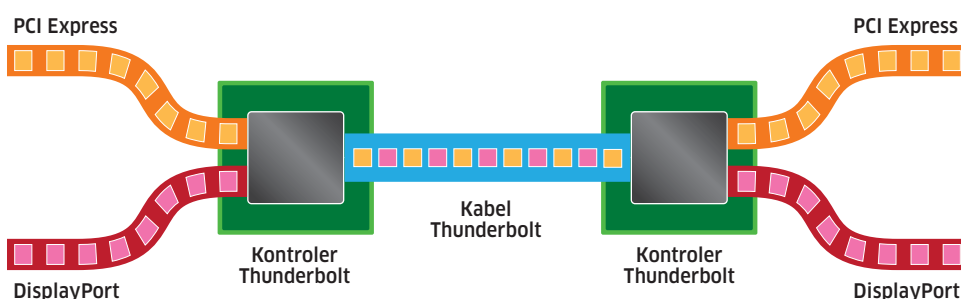 PCI Express
PCI Express
Kabel
Thunderbolt
Kontroler
Thunderbolt
Kontroler
Thunderbolt
DisplayPort
DisplayPort